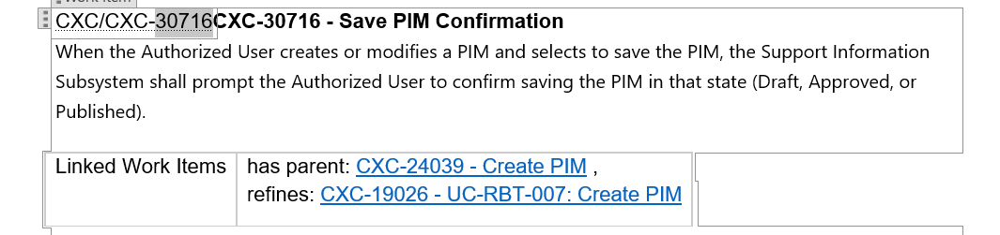 Work Item
CXC/CXC-30716CXC-30716 - Save PIM Confirmation
When the Authorized User creates or modifies a PIM and selects to save the PIM, the Support Information
Subsystem shall prompt the Authorized User to confirm saving the PIM in that state (Draft, Approved, or
Published).
Linked Work Items
has parent: CXC-24039 - Create PIM ,
refines: CXC-19026 - UC-RBT-007: Create PIM